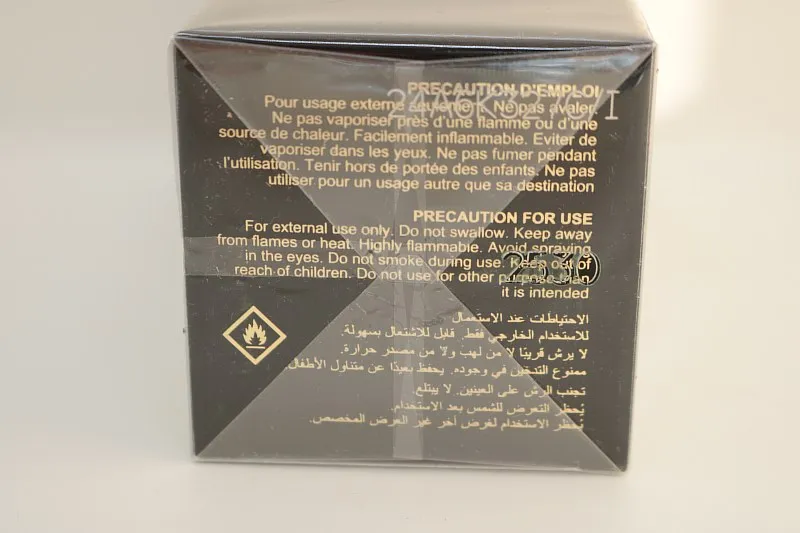 PRECAUTION D'EMPLOI
Pour usage externe seulement. Ne pas avaler
Ne pas vaporiser près d'une flamme ou d'une
source de chaleur. Facilement inflammable. Eviter de
vaporiser dans les yeux. Ne pas fumer pendant
l'utilisation. Tenir hors de portée des enfants. Ne pas
utiliser pour un usage autre que sa destination
PRECAUTION FOR USE
For external use only. Do not swallow. Keep away
from flames or heat. Highly flammable. Avoid spraying
in the eyes. Do not smoke during use. Keep out of
reach of children. Do not use for other purpose than
it is intended
2530
الاحتياطات عند الاستعمال
للاستخدام الخارجي فقط. قابل للاشتعال بسهولة.
لا يرش قريبًا لا من لهب ولا من مصدر حرارة.
ممنوع التدخين في وجوده. يحفظ بعيدًا عن متناول الأطفال.
تجنب الرش على العينين. لا يبتلع.
يُحظر التعرض للشمس بعد الاستخدام.
يُحظر الاستخدام لغرض آخر غير الغرض المخصص.